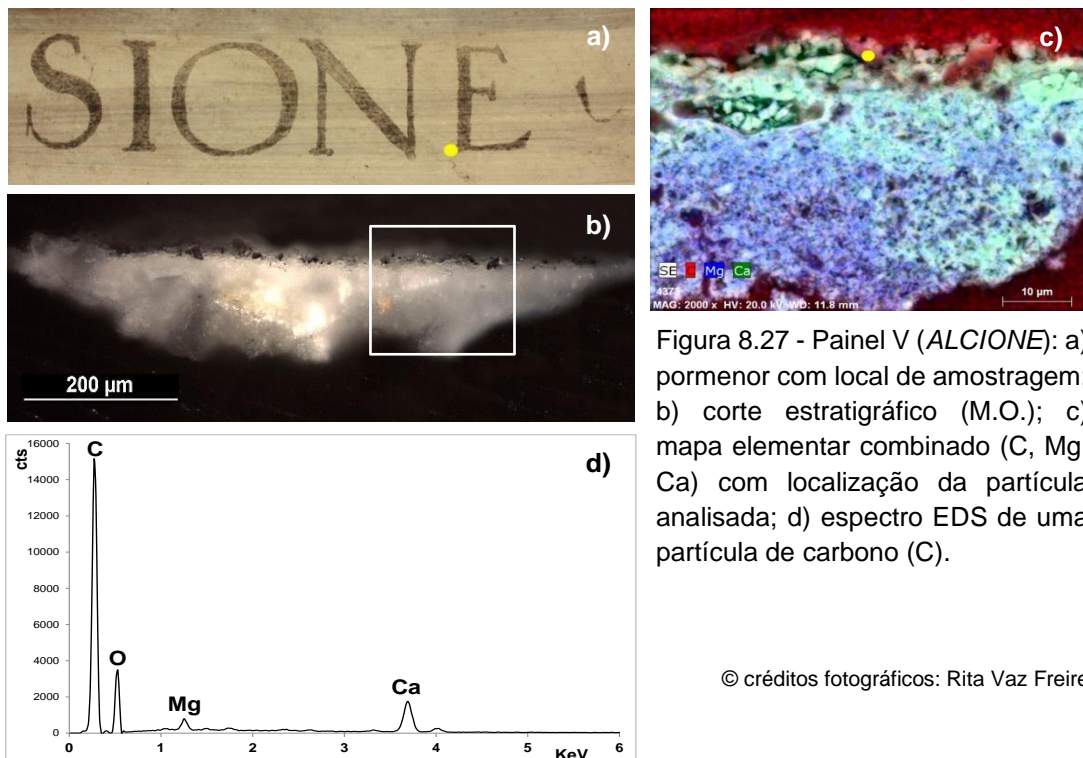 SIONE
a)
b)
200 µm
c)
SE C Mg Ca
4373
MAG: 2000 x HV: 20.0 kV WD: 11.8 mm
10 µm
Figura 8.27 - Painel V (ALCIONE): a)
pormenor com local de amostragem;
b) corte estratigráfico (M.O.); c)
mapa elementar combinado (C, Mg,
Ca) com localização da partícula
analisada; d) espectro EDS de uma
partícula de carbono (C).
© créditos fotográficos: Rita Vaz Freire
d)
cts
16000
14000
12000
10000
8000
6000
4000
2000
0
C
O
Mg
Ca
0 1 2 3 4 5 6
KeV